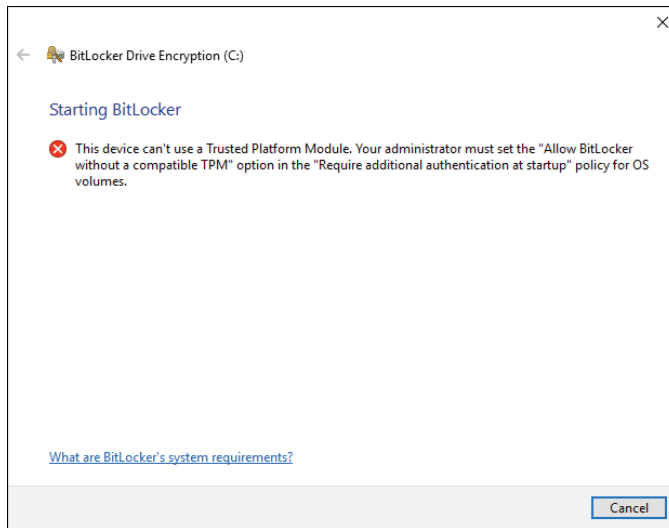 BitLocker Drive Encryption (C:)
Starting BitLocker
This device can't use a Trusted Platform Module. Your administrator must set the "Allow BitLocker
without a compatible TPM" option in the "Require additional authentication at startup" policy for OS
volumes.
What are BitLocker's system requirements?
Cancel